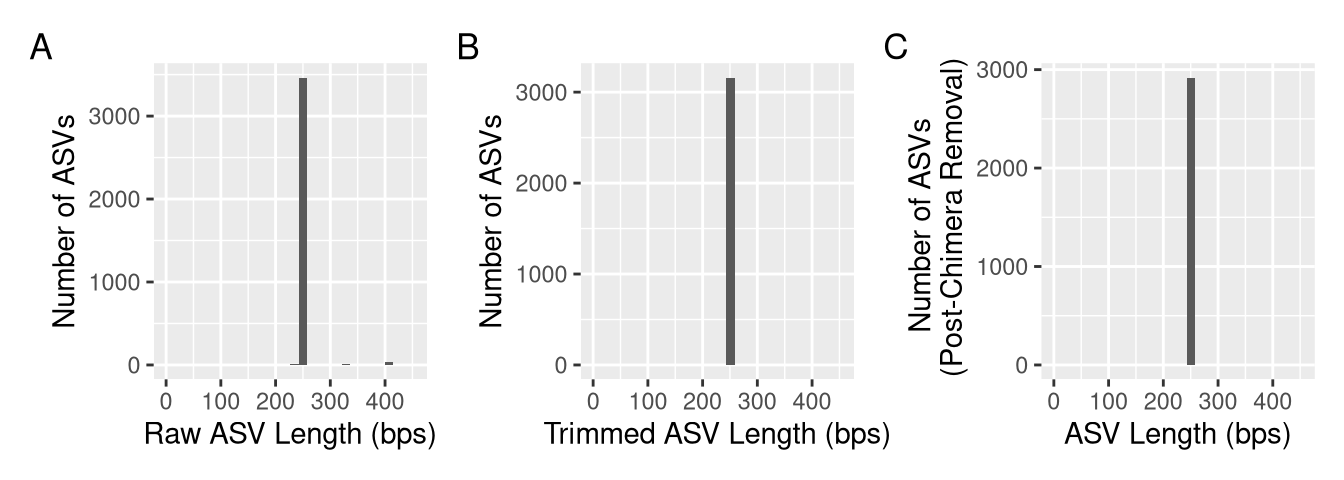 A
Number of ASVs
3000
2000
1000
0
0 100 200 300 400
Raw ASV Length (bps)
B
Number of ASVs
3000
2000
1000
0
0 100 200 300 400
Trimmed ASV Length (bps)
C
Number of ASVs
(Post-Chimera Removal)
3000
2000
1000
0
0 100 200 300 400
ASV Length (bps)